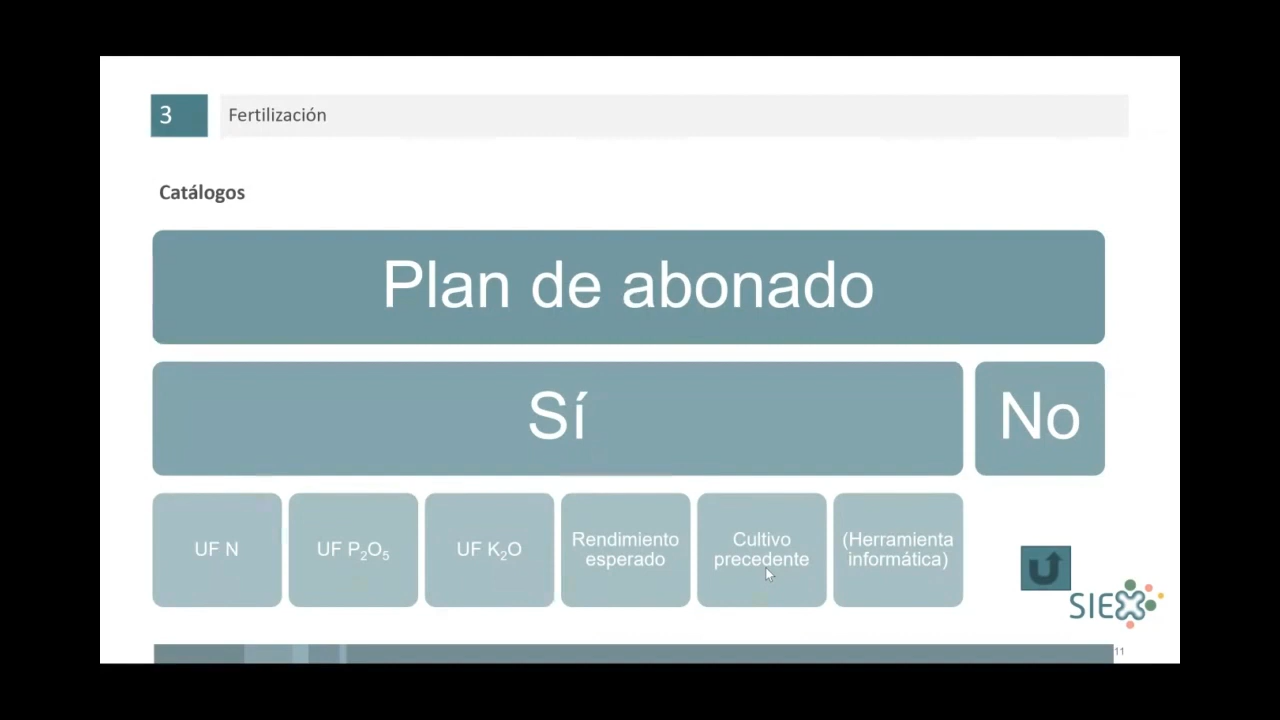 3
Fertilización
Catálogos
Plan de abonado
Sí
No
UF N
UF P₂O₅
UF K₂O
Rendimiento
esperado
Cultivo
precedente
(Herramienta
informática)
SIEX
11